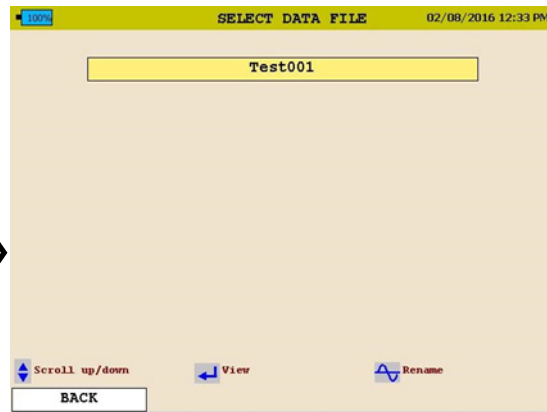 100% SELECT DATA FILE 02/08/2016 12:33 PM
Test001
Scroll up/down View Rename
BACK